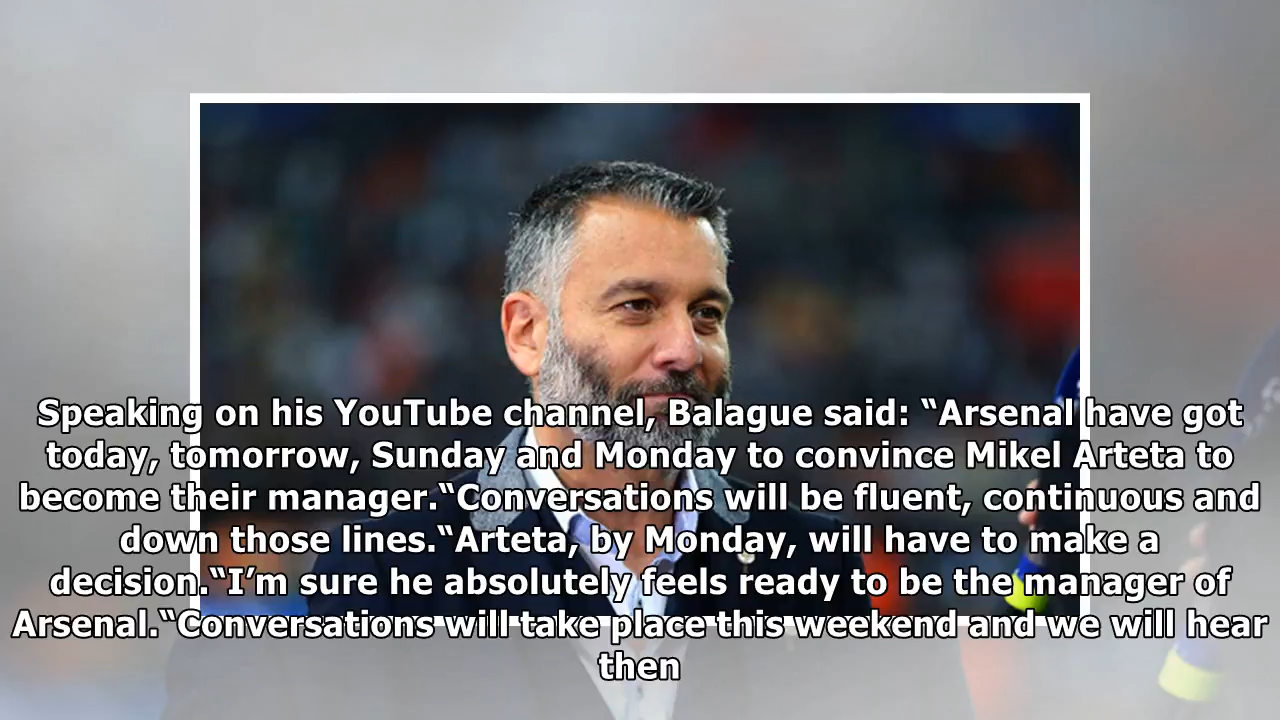 Speaking on his YouTube channel, Balague said: “Arsenal have got
today, tomorrow, Sunday and Monday to convince Mikel Arteta to
become their manager.“Conversations will be fluent, continuous and
down those lines.“Arteta, by Monday, will have to make a
decision.“I’m sure he absolutely feels ready to be the manager of
Arsenal.“Conversations will take place this weekend and we will hear
then